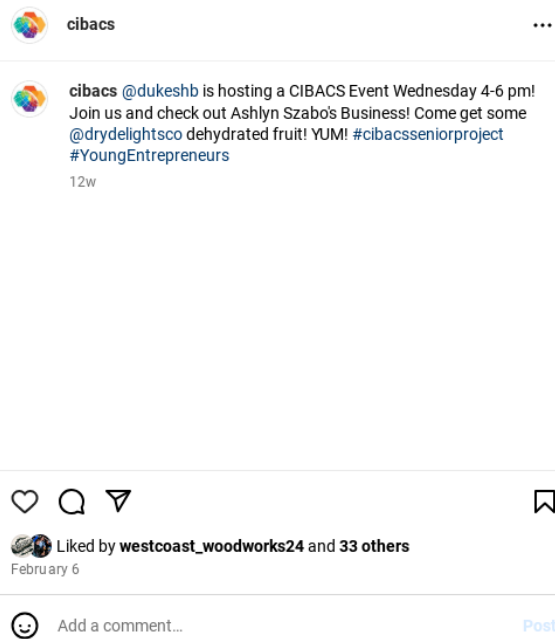 cibacs
cibacs @dukeshb is hosting a CIBACS Event Wednesday 4-6 pm!
Join us and check out Ashlyn Szabo's Business! Come get some
@drydelightsco dehydrated fruit! YUM! #cibacsseniorproject
#YoungEntrepreneurs
12w
Liked by westcoast_woodworks24 and 33 others
February 6
Add a comment...
Post